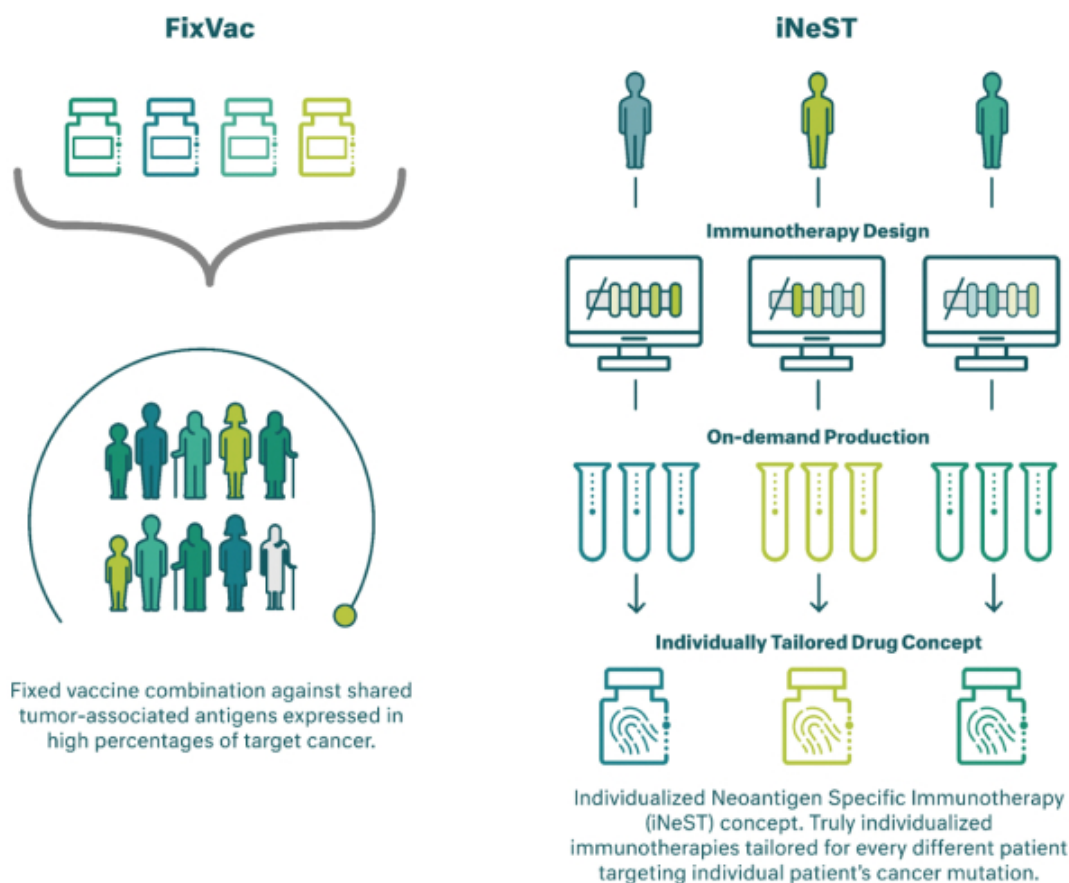 FixVac
Fixed vaccine combination against shared
tumor-associated antigens expressed in
high percentages of target cancer.
iNeST
Immunotherapy Design
On-demand Production
Individually Tailored Drug Concept
Individualized Neoantigen Specific Immunotherapy
(iNeST) concept. Truly individualized
immunotherapies tailored for every different patient
targeting individual patient’s cancer mutation.